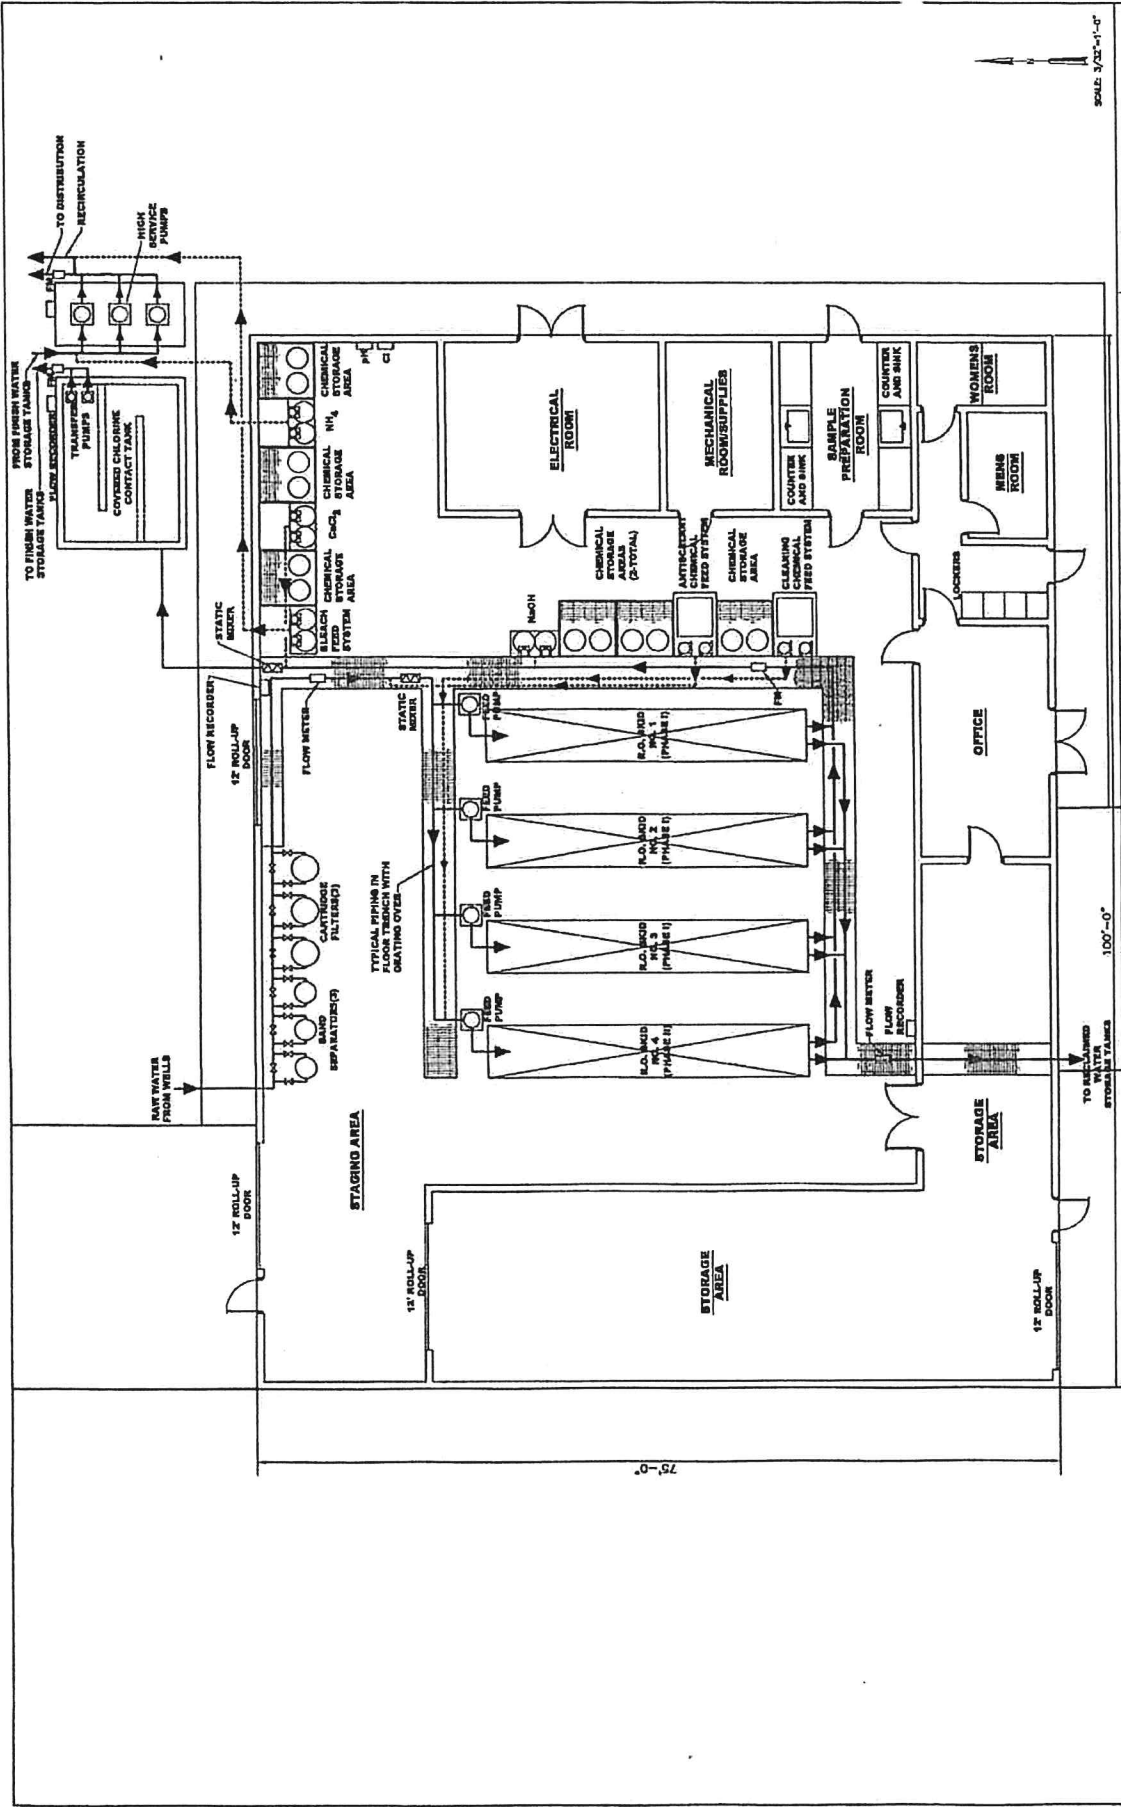 TO DISTRIBUTION
RECIRCULATION
HIGH
SERVICE
PUMPS
FM
FROM FINISH WATER
STORAGE TANKS
TO FINISH WATER
STORAGE TANKS
FLOW RECORDER
FM
TRANSFER
PUMPS
COVERED CHLORINE
CONTACT TANK
STATIC
MIXER
FLOW RECORDER
12' ROLL-UP
DOOR
RAW WATER
FROM WELLS
12' ROLL-UP
DOOR
CHEMICAL
STORAGE
AREA
PH
Cl
NH4
CHEMICAL
STORAGE
AREA
CaCl2
CHEMICAL
STORAGE
AREA
BLEACH
FEED
SYSTEM
FLOW METER
STATIC
MIXER
CARTRIDGE
FILTERS(3)
SAND
SEPARATORS(3)
STAGING AREA
TYPICAL PIPING IN
FLOOR TRENCH WITH
GRATING OVER
12' ROLL-UP
DOOR
ELECTRICAL
ROOM
MECHANICAL
ROOM/SUPPLIES
COUNTER
AND SINK
SAMPLE
PREPARATION
ROOM
COUNTER
AND SINK
WOMENS
ROOM
MENS
ROOM
LOCKERS
NaOH
CHEMICAL
STORAGE
AREAS
(2-TOTAL)
ANTISCALENT
CHEMICAL
FEED SYSTEM
CHEMICAL
STORAGE
AREA
CLEANING
CHEMICAL
FEED SYSTEM
FM
FEED
PUMP
R.O. SKID
NO. 1
(PHASE I)
FEED
PUMP
R.O. SKID
NO. 2
(PHASE I)
FEED
PUMP
R.O. SKID
NO. 3
(PHASE I)
FEED
PUMP
R.O. SKID
NO. 4
(PHASE II)
FLOW METER
FLOW
RECORDER
OFFICE
STORAGE
AREA
STORAGE
AREA
12' ROLL-UP
DOOR
TO RECLAIMED
WATER
STORAGE TANKS
75'-0"
100'-0"
N
SCALE: 3/32"=1'-0"